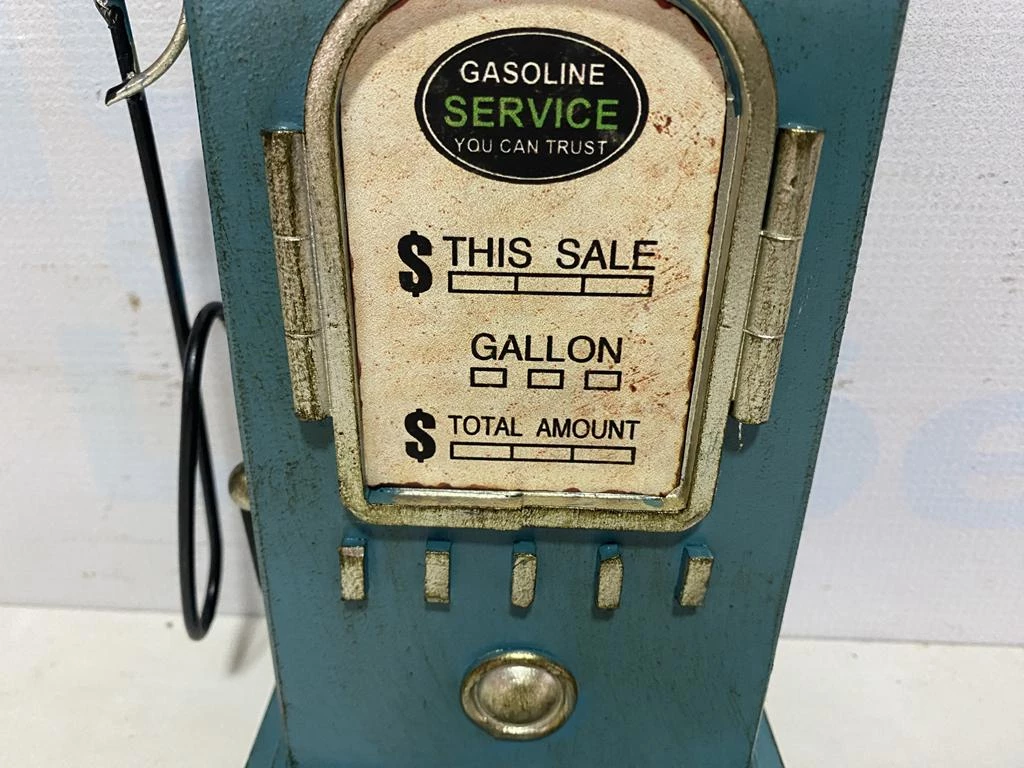 GASOLINE
SERVICE
YOU CAN TRUST
$ THIS SALE
GALLON
$ TOTAL AMOUNT